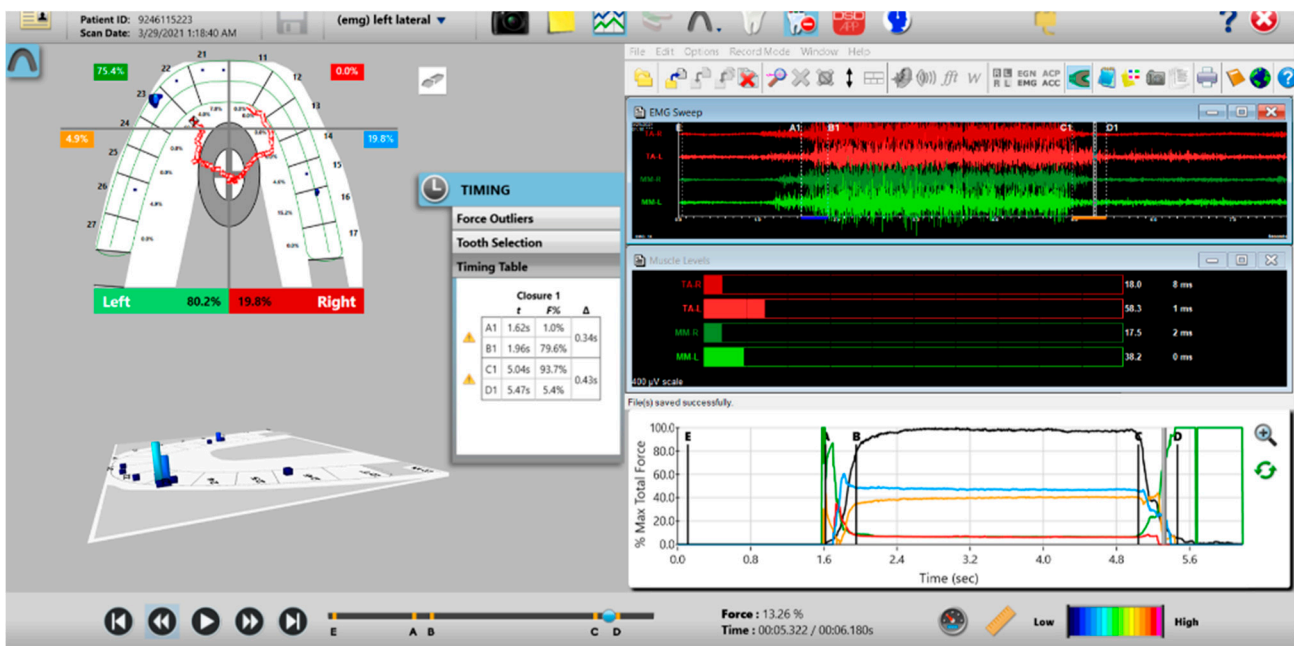 Patient ID: 9246115223
Scan Date: 3/29/2021 1:18:40 AM
(emg) left lateral
DSD
APP
?
75.4%
0.0%
4.9%
19.8%
21
11
22
12
23
13
24
14
25
15
26
16
27
17
Left 80.2% 19.8% Right
TIMING
Force Outliers
Tooth Selection
Timing Table
Closure 1
t F% Δ
A1 1.62s 1.0%
0.34s
B1 1.96s 79.6%
C1 5.04s 93.7%
0.43s
D1 5.47s 5.4%
File Edit Options Record Mode Window Help
fft W
EGN ACP
R L EMG ACC
EMG Sweep
E A1 B1 C1 D1
TA-R
TA-L
MM-R
MM-L
Muscle Levels
TA-R 18.0 8 ms
TA-L 58.3 1 ms
MM-R 17.5 2 ms
MM-L 38.2 0 ms
400 µV scale
File(s) saved successfully.
% Max Total Force
100.0
80.0
60.0
40.0
20.0
0.0
E A B C D
0.0 0.8 1.6 2.4 3.2 4.0 4.8 5.6
Time (sec)
E A B C D
Force : 13.26 %
Time : 00:05.322 / 00:06.180s
Low High